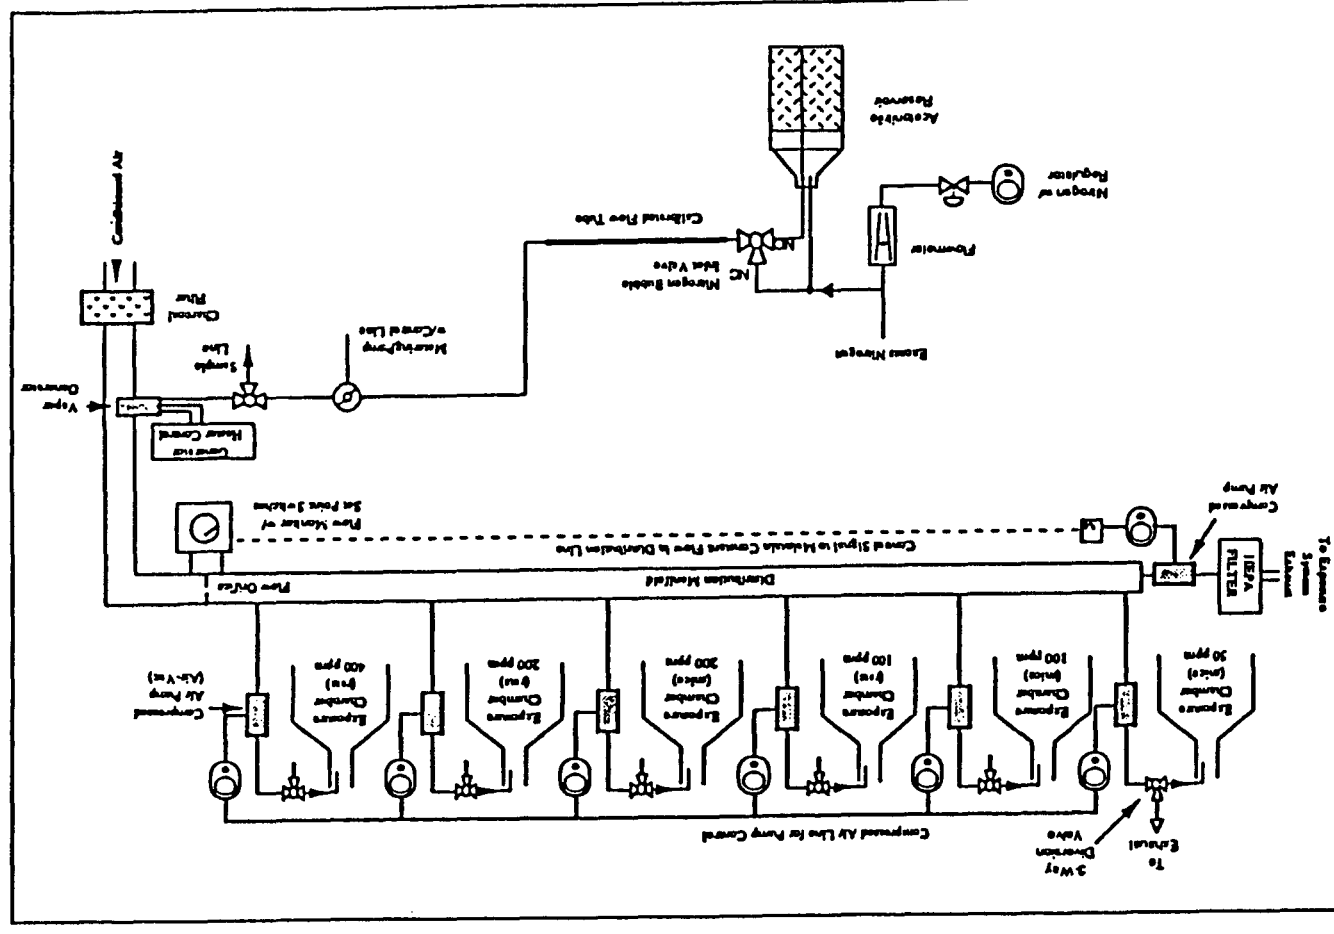 To
Exhaust
3-Way
Diversion
Valve
Compressed Air Line for Pump Control
Exposure
Chamber
(mice)
50 ppm
Exposure
Chamber
(mice)
100 ppm
Exposure
Chamber
(rats)
100 ppm
Exposure
Chamber
(mice)
200 ppm
Exposure
Chamber
(rats)
200 ppm
Exposure
Chamber
(rats)
400 ppm
Compressed
Air Pump
(Air-Vac)
To Exposure
System
Exhaust
HEPA
FILTER
Distribution Manifold
Flow Orifice
Control Signal to Maintain Constant Flow in Distribution Line
Compressed
Air Pump
Flow Monitor w/
Set Point Switches
Generator
Heater Control
Vapor
Generator
Sample
Line
Metering Pump
w/Control Line
Excess Nitrogen
Charcoal
Filter
Nitrogen Bubble
Inlet Valve
NC
NO
Flowmeter
Calibrated Flow Tube
Conditioned Air
Nitrogen w/
Regulator
Acetonitrile
Reservoir